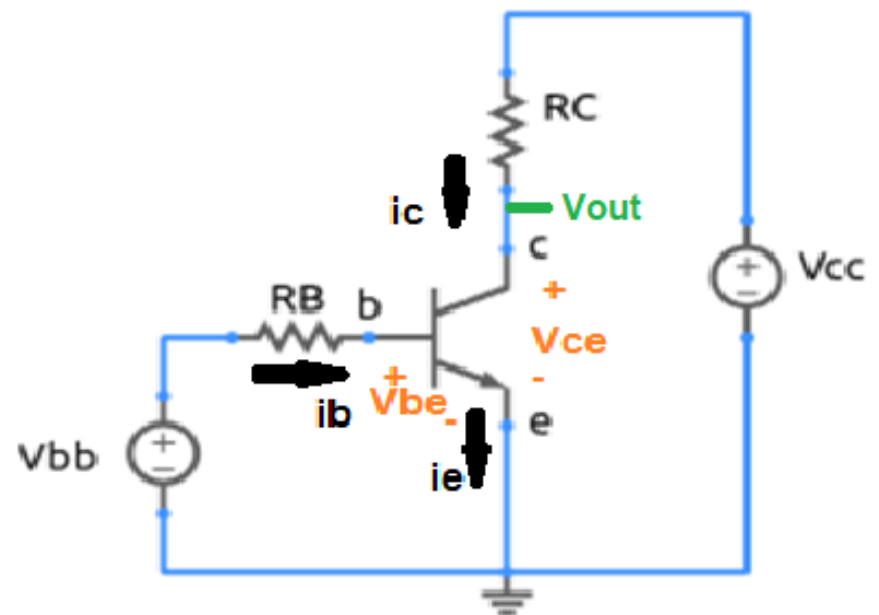 RC
ic
Vout
c
+
Vcc
+
−
RB
b
+
Vce
-
ib
Vbe
-
e
Vbb
+
−
ie